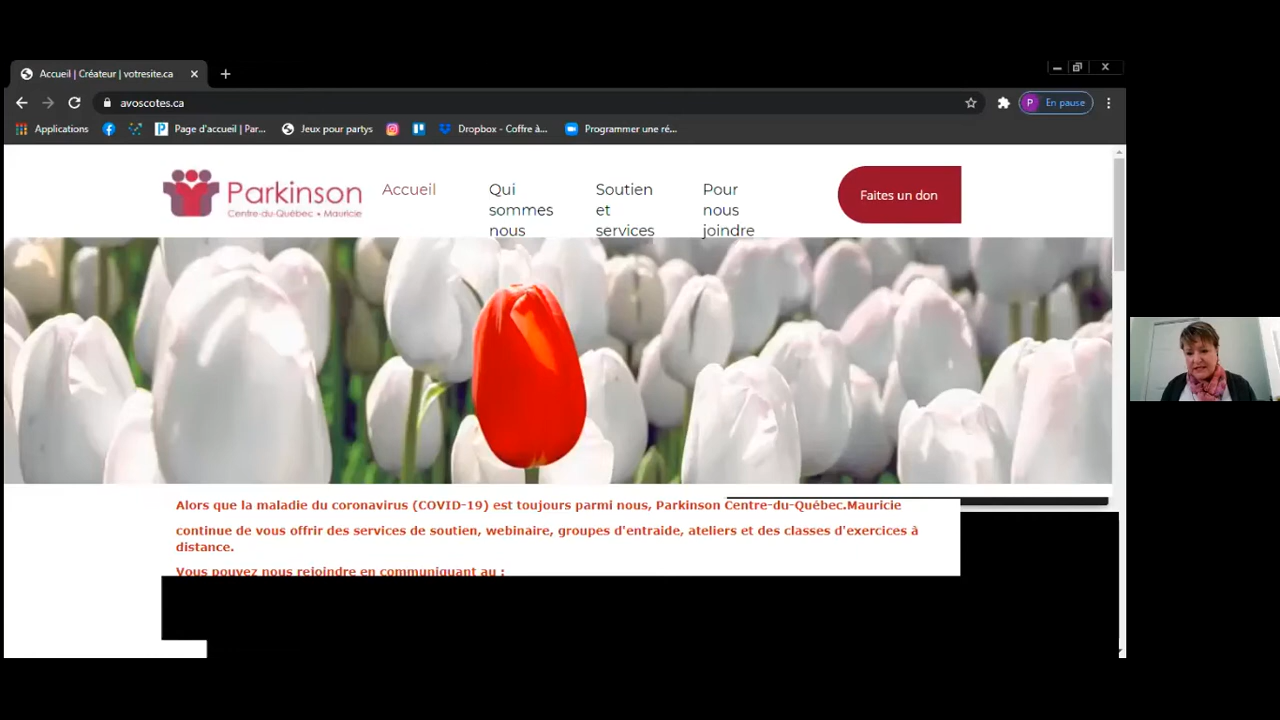 Accueil | Créateur | votresite.ca
avoscotes.ca
P En pause
Applications
Page d'accueil | Par...
Jeux pour partys
Dropbox - Coffre à...
Programmer une ré...
Parkinson
Centre-du-Québec • Mauricie
Accueil
Qui
sommes
nous
Soutien
et
services
Pour
nous
joindre
Faites un don
Alors que la maladie du coronavirus (COVID-19) est toujours parmi nous, Parkinson Centre-du-Québec.Mauricie
continue de vous offrir des services de soutien, webinaire, groupes d'entraide, ateliers et des classes d'exercices à
distance.
Vous pouvez nous rejoindre en communiquant au :